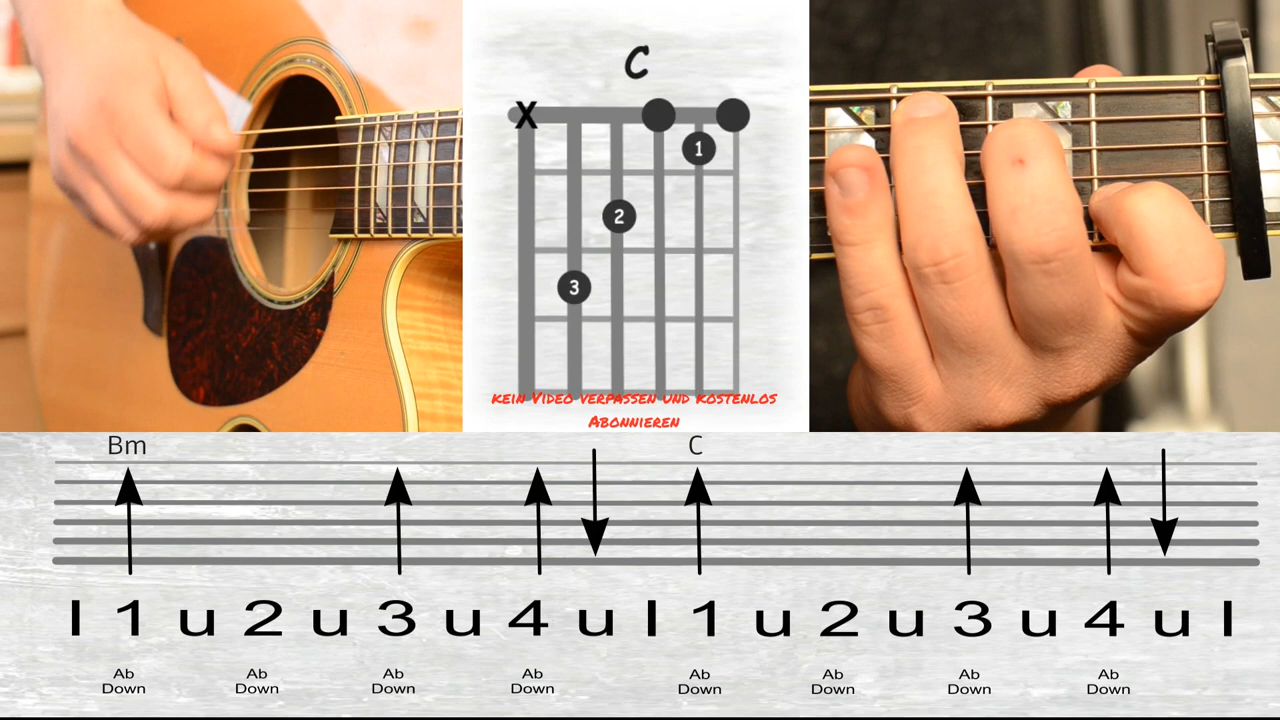 C
X
1
2
3
kein Video verpassen und kostenlos
Abonnieren
Bm C
l 1 u 2 u 3 u 4 u l 1 u 2 u 3 u 4 u l
Ab Ab Ab Ab Ab Ab Ab Ab
Down Down Down Down Down Down Down Down